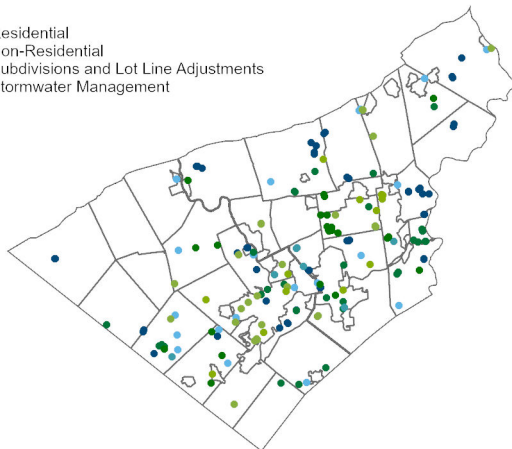 esidential
on-Residential
ubdivisions and Lot Line Adjustments
tormwater Management